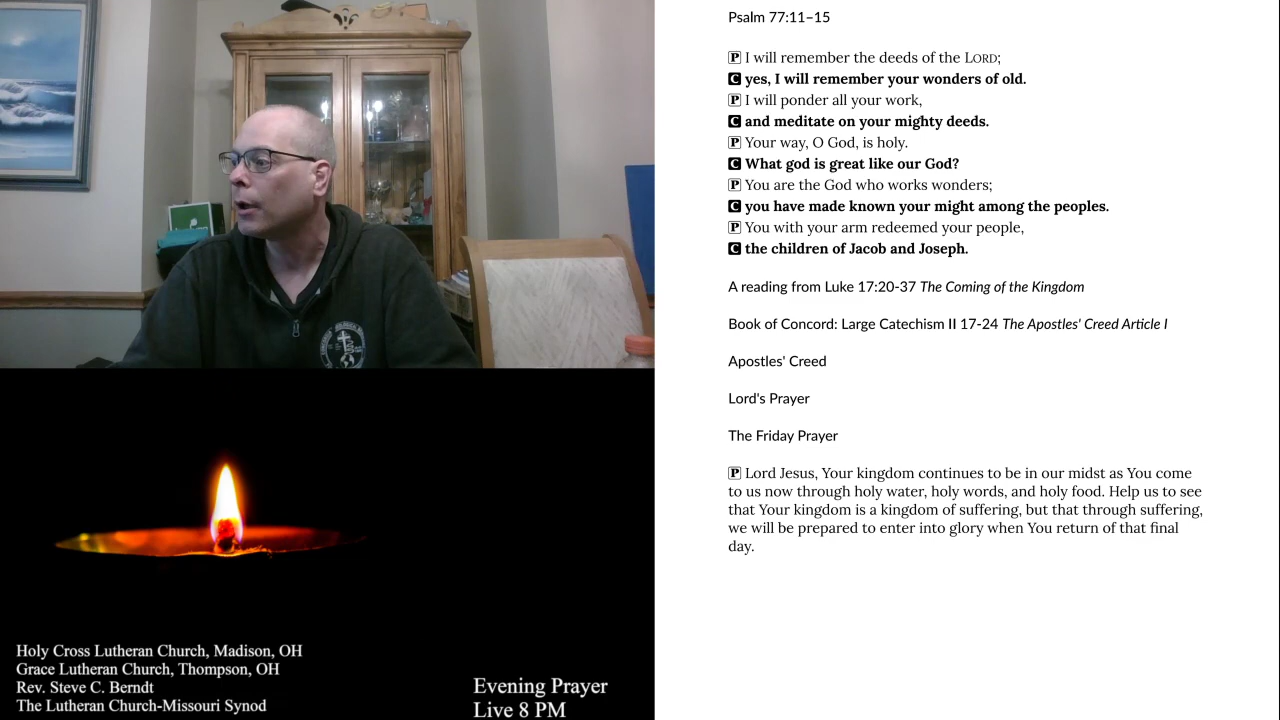 Psalm 77:11–15
P I will remember the deeds of the LORD;
C yes, I will remember your wonders of old.
P I will ponder all your work,
C and meditate on your mighty deeds.
P Your way, O God, is holy.
C What god is great like our God?
P You are the God who works wonders;
C you have made known your might among the peoples.
P You with your arm redeemed your people,
C the children of Jacob and Joseph.
A reading from Luke 17:20-37 The Coming of the Kingdom
Book of Concord: Large Catechism II 17-24 The Apostles' Creed Article I
Apostles' Creed
Lord's Prayer
The Friday Prayer
P Lord Jesus, Your kingdom continues to be in our midst as You come
to us now through holy water, holy words, and holy food. Help us to see
that Your kingdom is a kingdom of suffering, but that through suffering,
we will be prepared to enter into glory when You return of that final
day.
Holy Cross Lutheran Church, Madison, OH
Grace Lutheran Church, Thompson, OH
Rev. Steve C. Berndt
The Lutheran Church-Missouri Synod
Evening Prayer
Live 8 PM